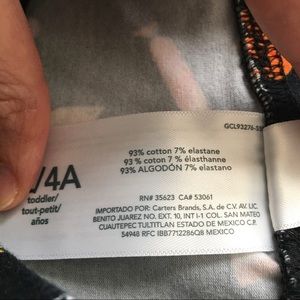 93% cotton 7% elastane
93 % coton 7 % élasthanne
93% ALGODÓN 7% elastano
/4A
toddler/
tout-petit/
años
RN# 35623 CA# 53061
IMPORTADO POR: Carters Brands, S.A. de C.V. AV. LIC.
BENITO JUAREZ NO. EXT. 10, INT I-1 COL. SAN MATEO
CUAUTEPEC TULTITLAN ESTADO DE MEXICO C.P.
54948 RFC IBB7712286Q8 MEXICO